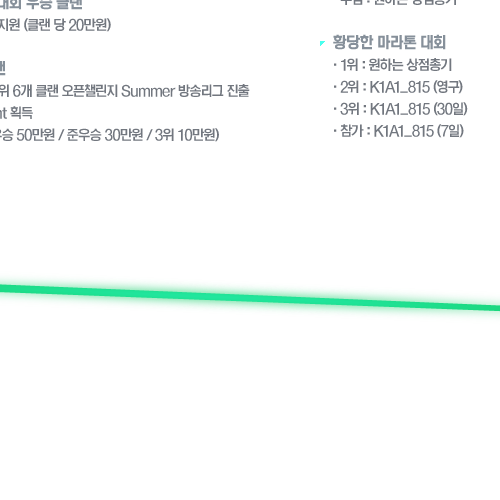 대회 우승 클랜
지원 (클랜 당 20만원)
위 6개 클랜 오픈챌린지 Summer 방송리그 진출
획득
승 50만원 / 준우승 30만원 / 3위 10만원)
황당한 마라톤 대회
· 1위 : 원하는 상점총기
· 2위 : K1A1_815 (영구)
· 3위 : K1A1_815 (30일)
· 참가 : K1A1_815 (7일)